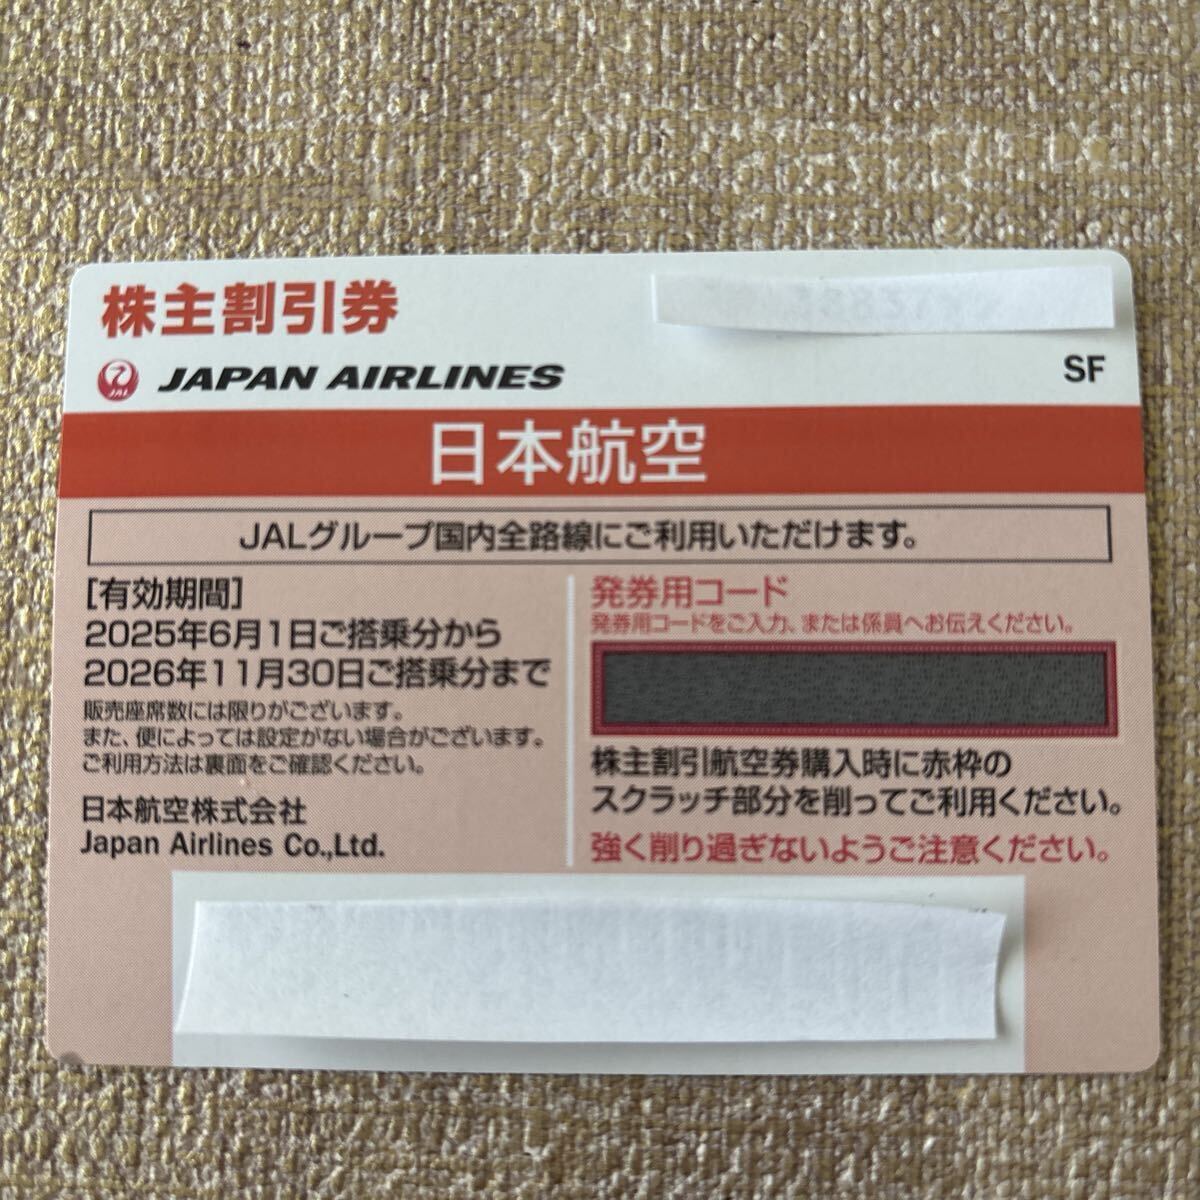 株主割引券
JAL
JAPAN AIRLINES
SF
日本航空
JALグループ国内全路線にご利用いただけます。
[有効期間]
2025年6月1日ご搭乗分から
2026年11月30日ご搭乗分まで
販売座席数には限りがございます。
また、便によっては設定がない場合がございます。
ご利用方法は裏面をご確認ください。
日本航空株式会社
Japan Airlines Co.,Ltd.
発券用コード
発券用コードをご入力、または係員へお伝えください。
株主割引航空券購入時に赤枠の
スクラッチ部分を削ってご利用ください。
強く削り過ぎないようご注意ください。